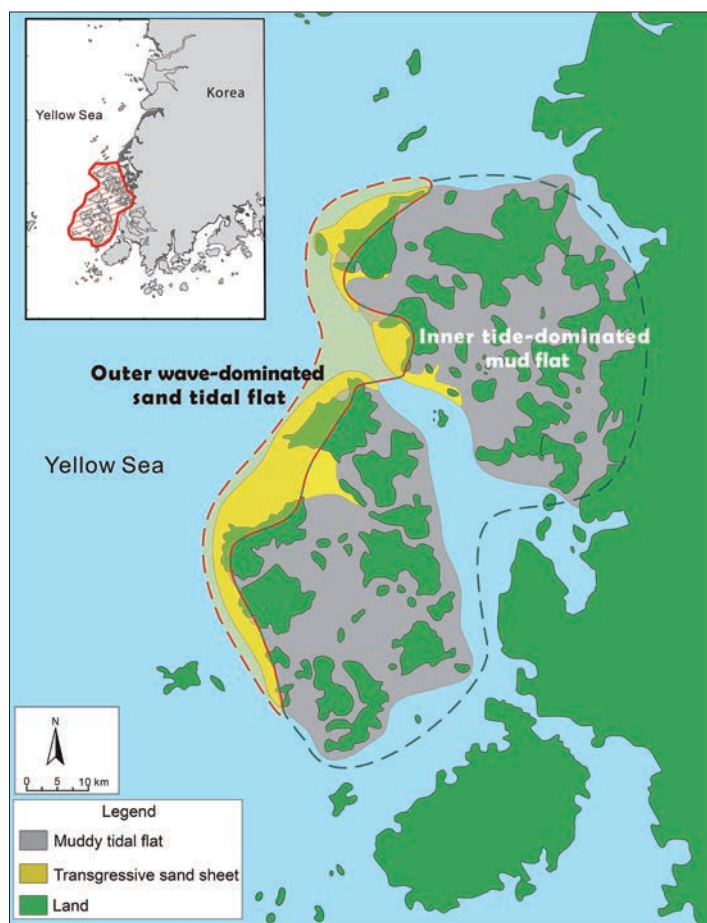 Korea
Yellow Sea
Inner tide-dominated
mud flat
Outer wave-dominated
sand tidal flat
Yellow Sea
N
0 5 10 km
Legend
Muddy tidal flat
Transgressive sand sheet
Land